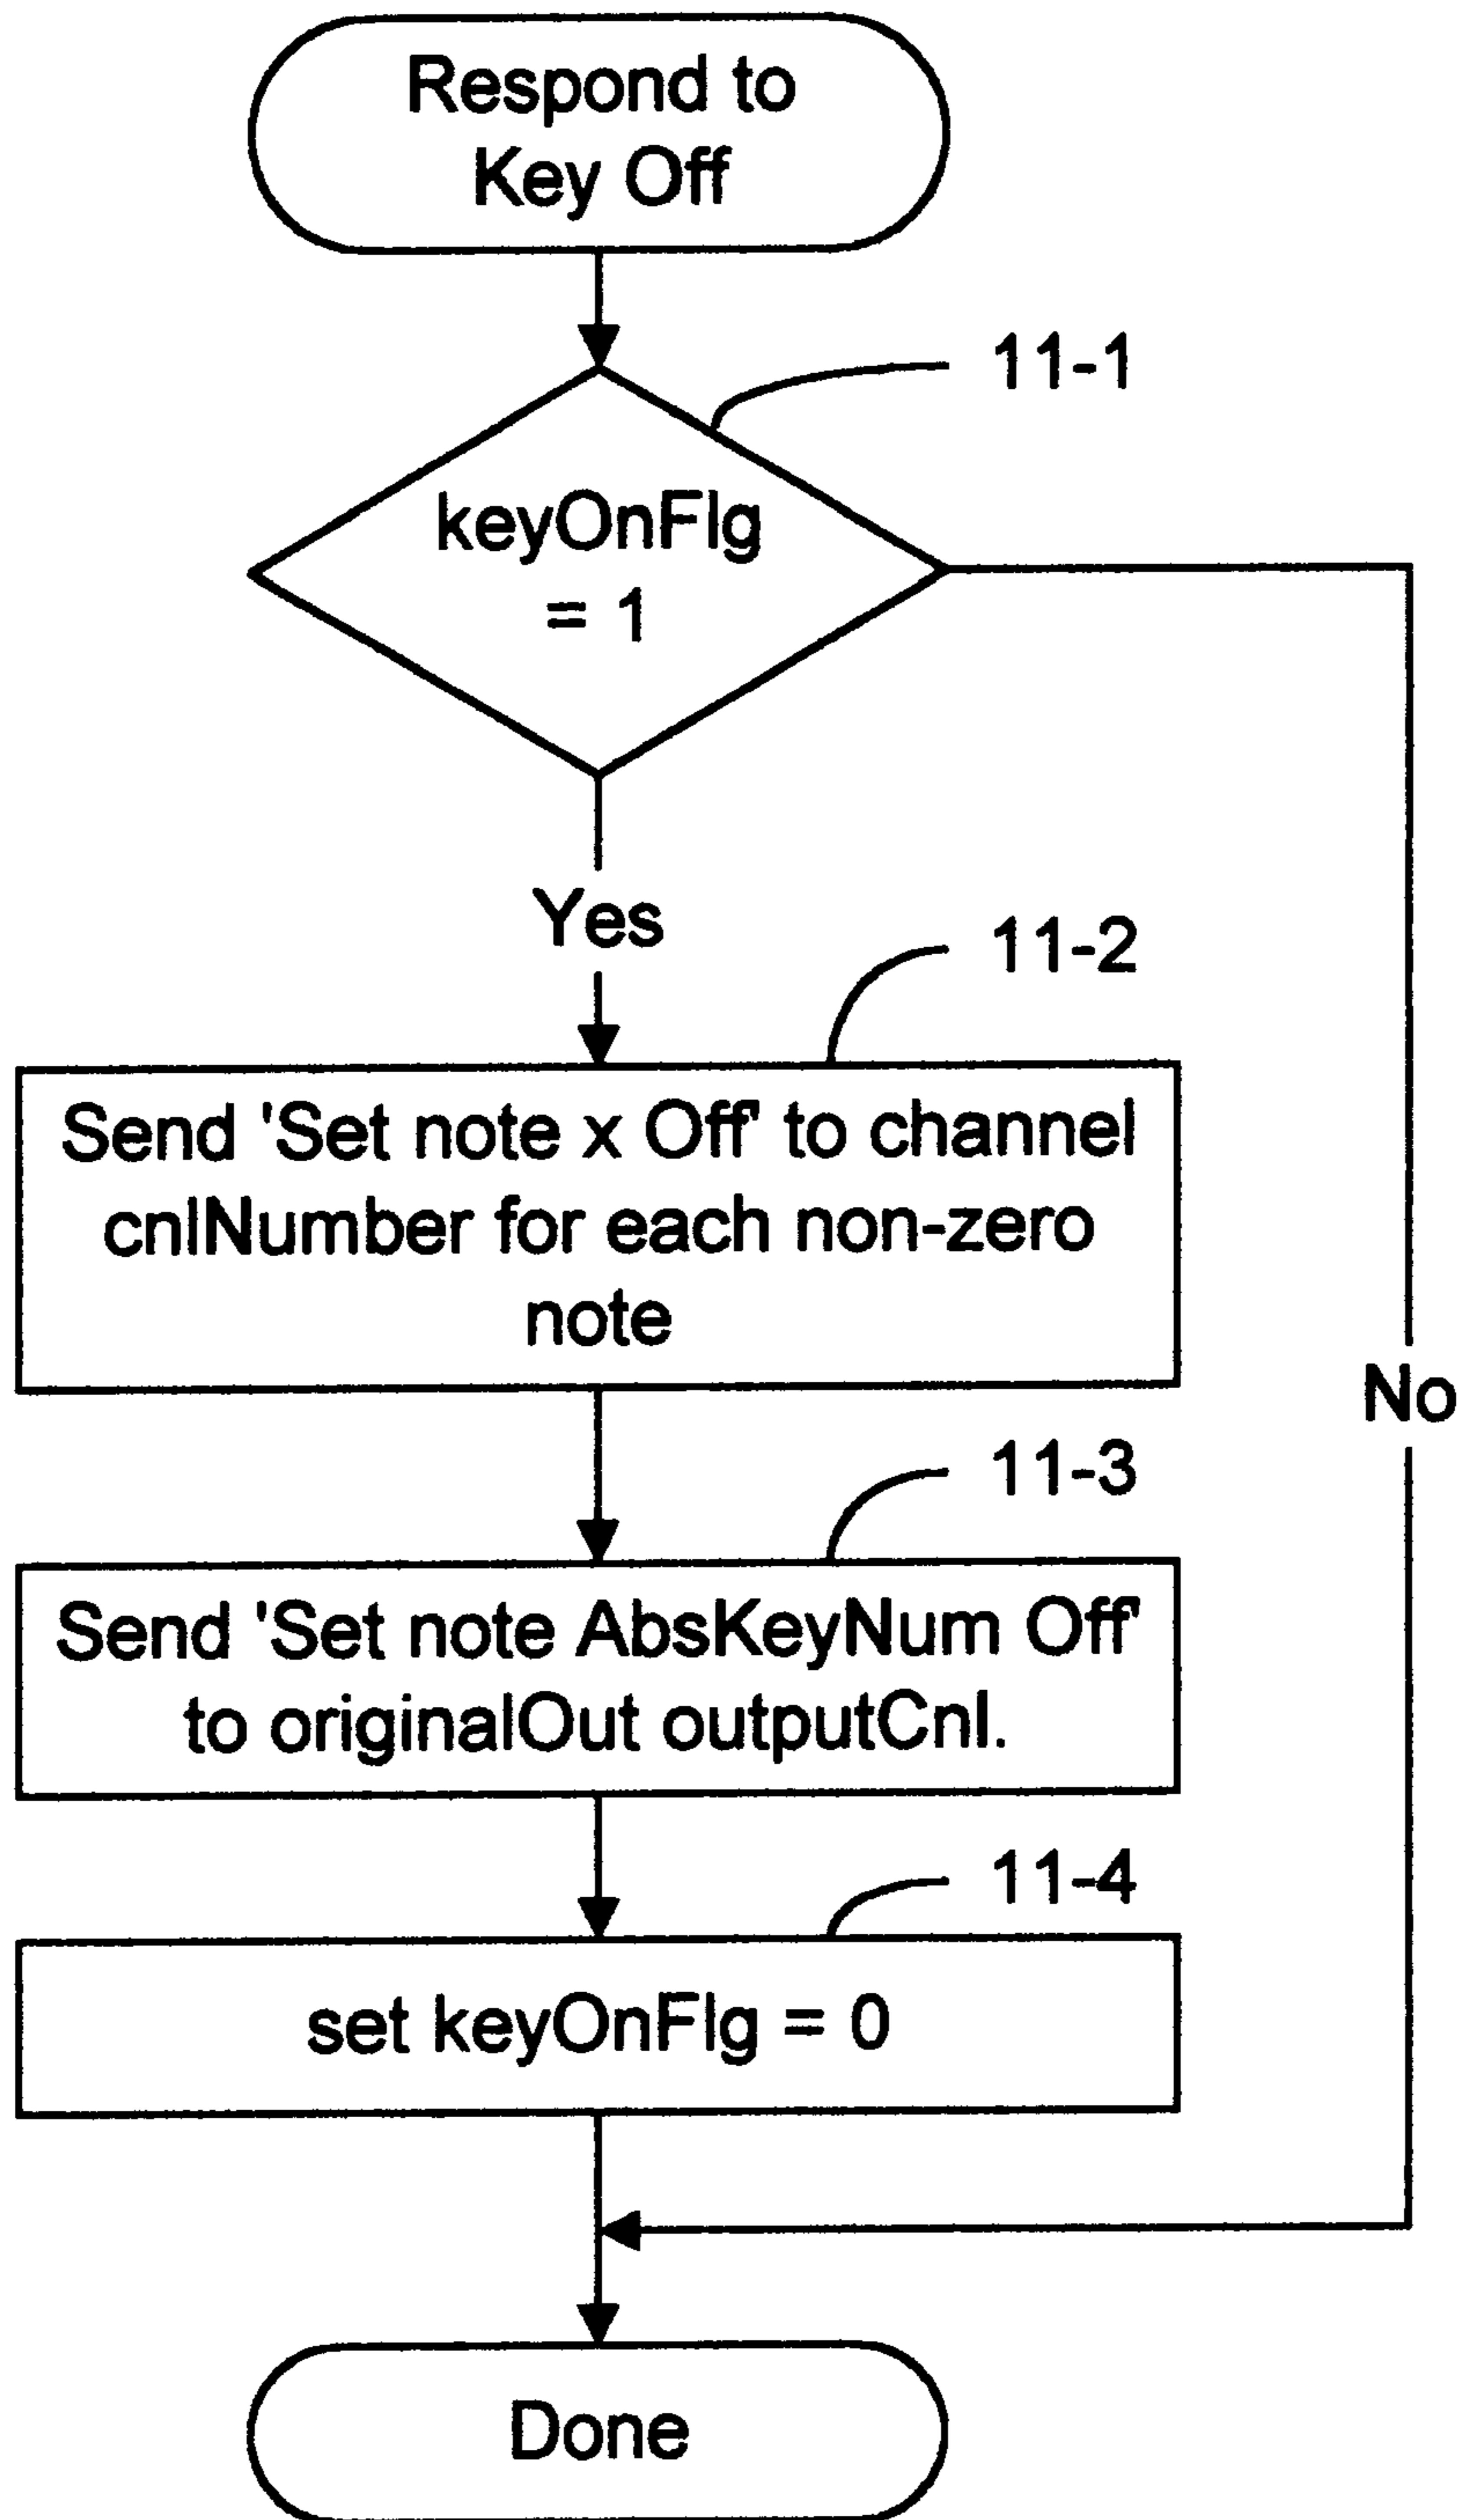 Respond to
Key Off
11-1
keyOnFlg
= 1
Yes
11-2
Send 'Set note x Off' to channel
cnlNumber for each non-zero
note
No
11-3
Send 'Set note AbsKeyNum Off'
to originalOut outputCnl.
11-4
set keyOnFlg = 0
Done